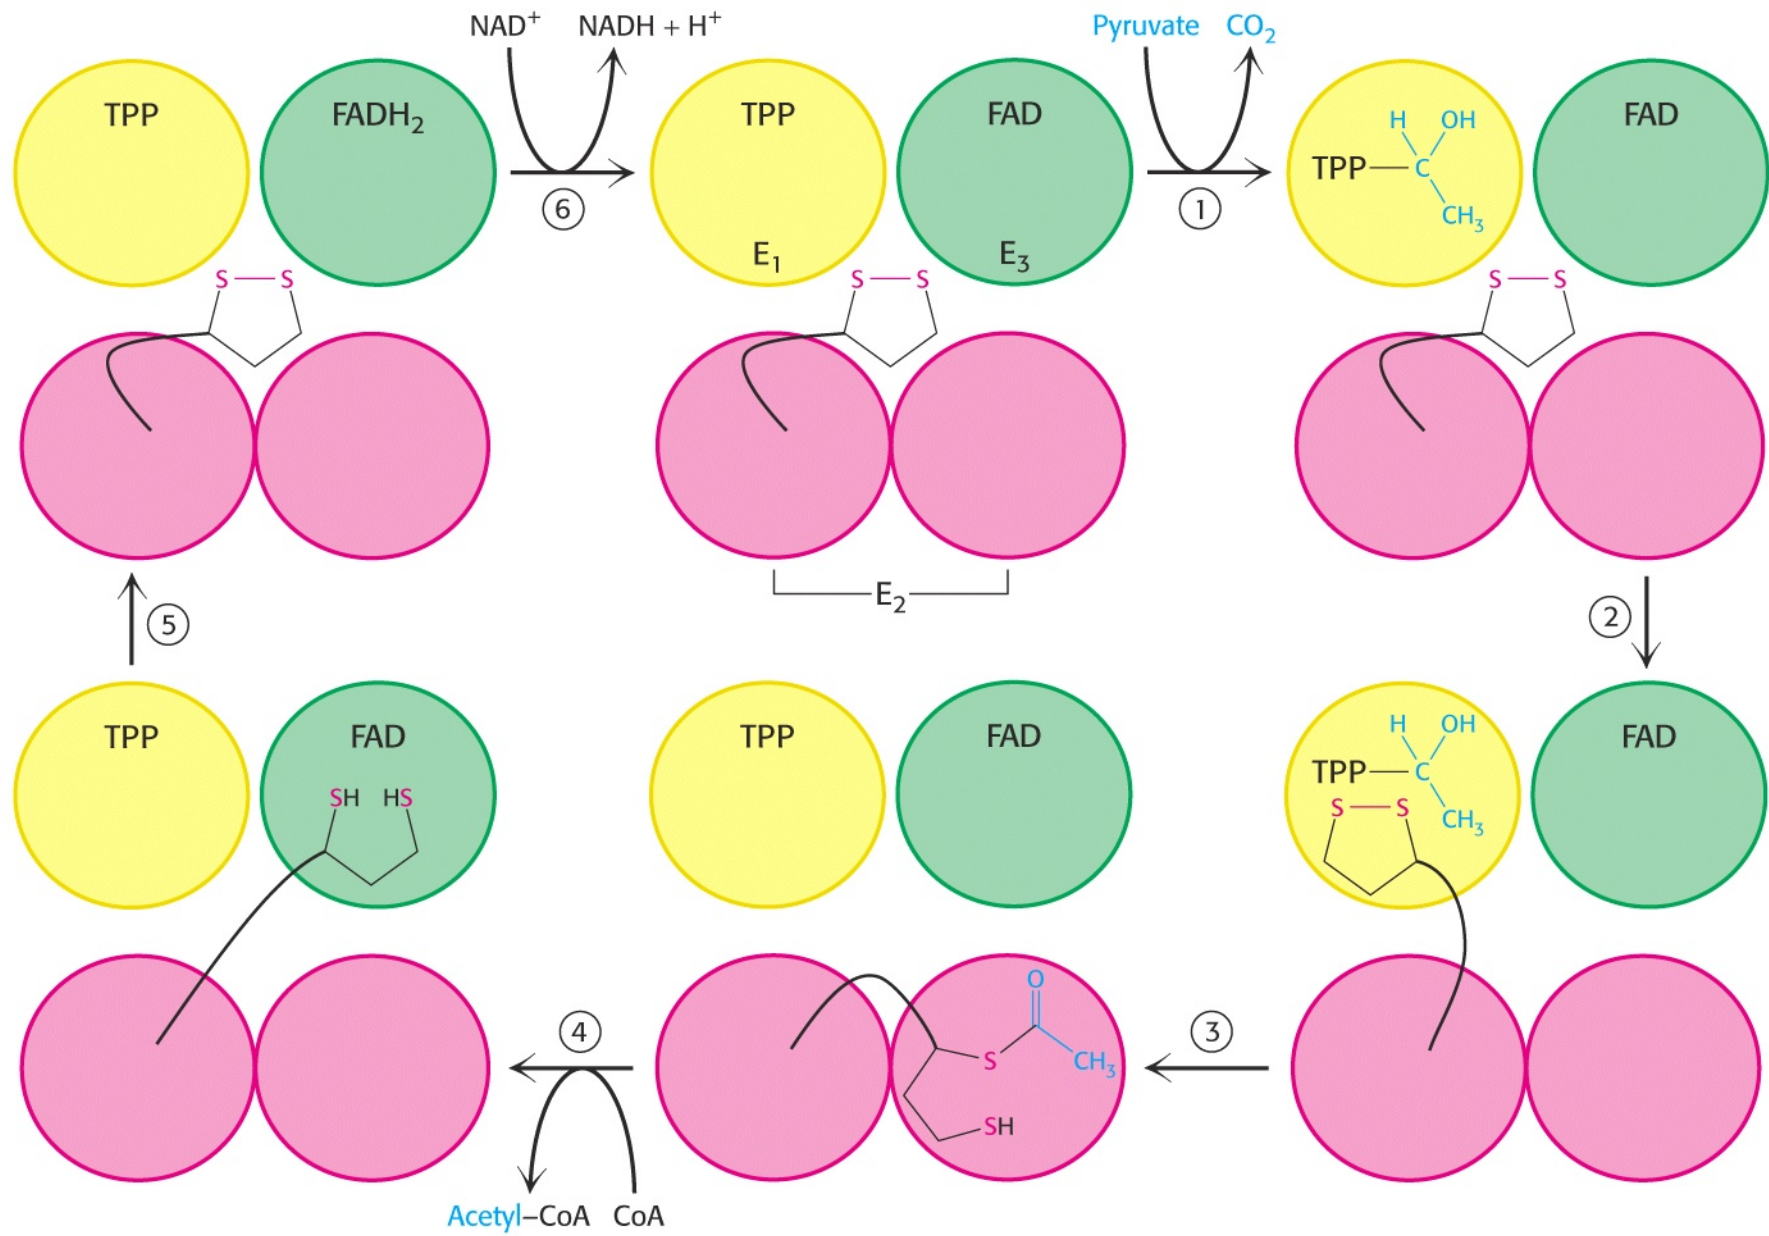 NAD⁺ NADH + H⁺ Pyruvate CO₂
TPP FADH₂ TPP FAD H OH FAD
TPP C
⑥ ① CH₃
E₁ E₃
S S S S S S
E₂
⑤ ②
TPP FAD TPP FAD H OH FAD
TPP C
SH HS S S CH₃
O
④ ③
S CH₃
SH
Acetyl–CoA CoA